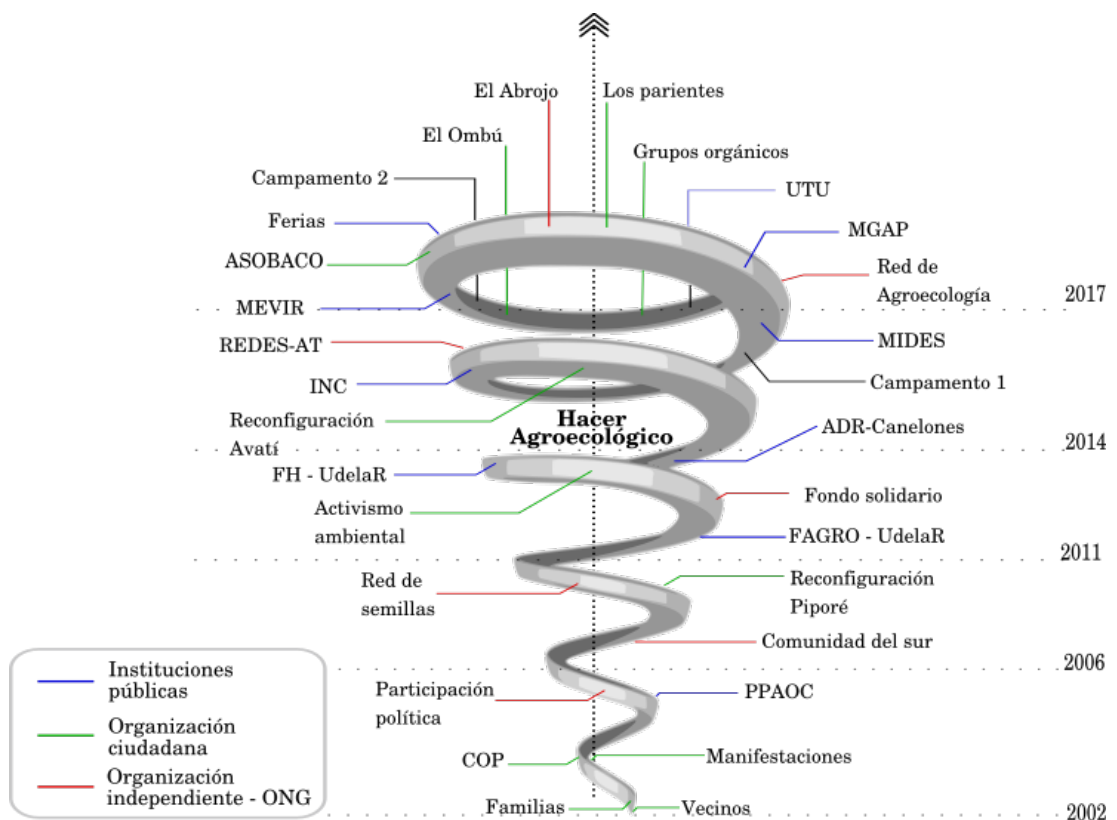 El Abrojo
Los parientes
El Ombú
Grupos orgánicos
Campamento 2
UTU
Ferias
MGAP
ASOBACO
Red de
Agroecología
MEVIR
2017
REDES-AT
MIDES
INC
Campamento 1
Reconfiguración
Avatí
Hacer
Agroecológico
ADR-Canelones
2014
FH - UdelaR
Fondo solidario
Activismo
ambiental
FAGRO - UdelaR
2011
Red de
semillas
Reconfiguración
Piporé
Comunidad del sur
2006
Participación
política
PPAOC
COP
Manifestaciones
Familias
Vecinos
2002
Instituciones
públicas
Organización
ciudadana
Organización
independiente - ONG